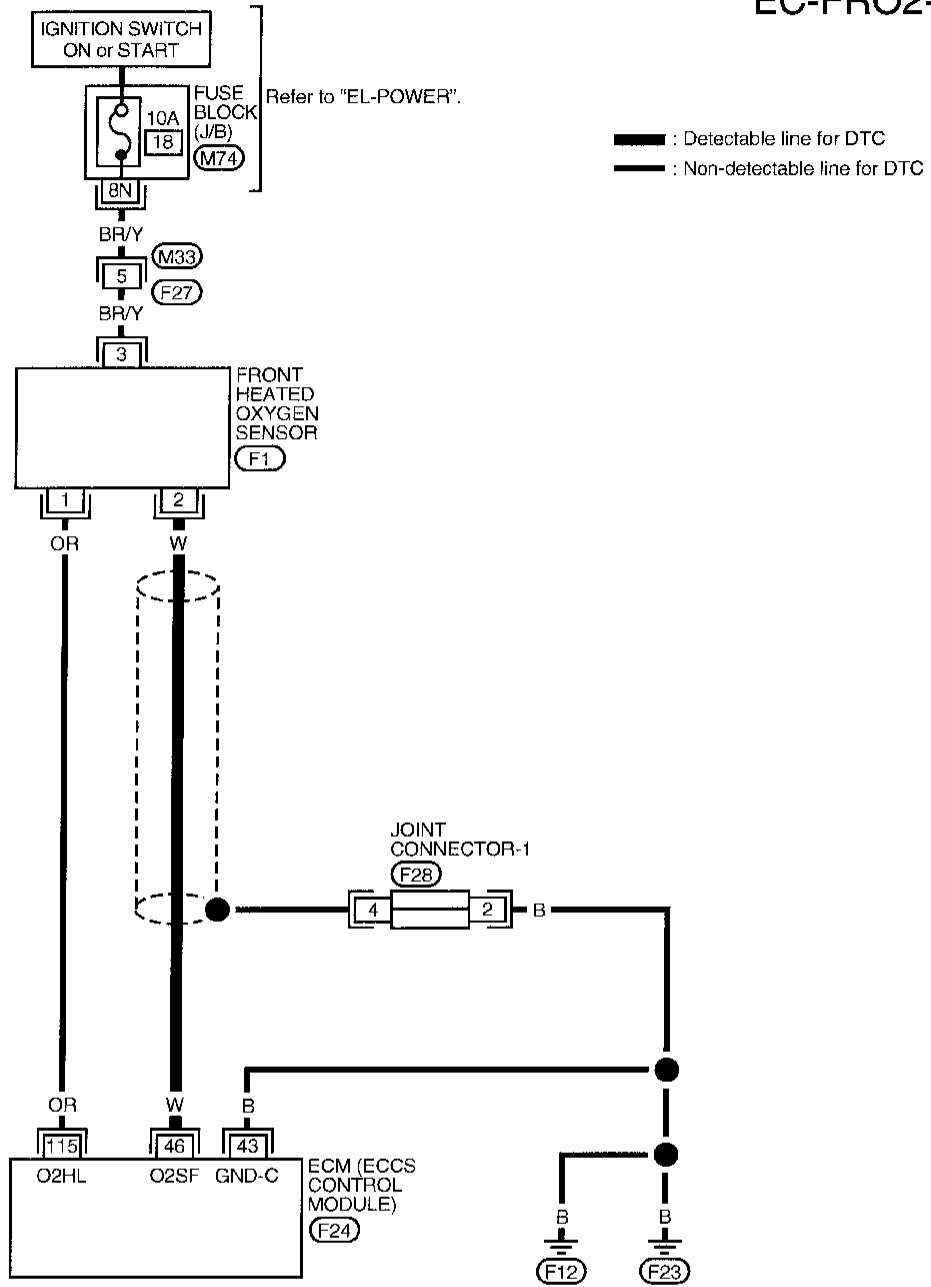 EC-FRO2-
IGNITION SWITCH
ON or START
FUSE
BLOCK
(J/B)
M74
10A
18
Refer to "EL-POWER".
: Detectable line for DTC
: Non-detectable line for DTC
8N
BR/Y
M33
5
F27
BR/Y
3
FRONT
HEATED
OXYGEN
SENSOR
F1
1
2
OR
W
JOINT
CONNECTOR-1
F28
4
2
B
OR
W
B
115
46
43
O2HL
O2SF
GND-C
ECM (ECCS
CONTROL
MODULE)
F24
B
B
F12
F23